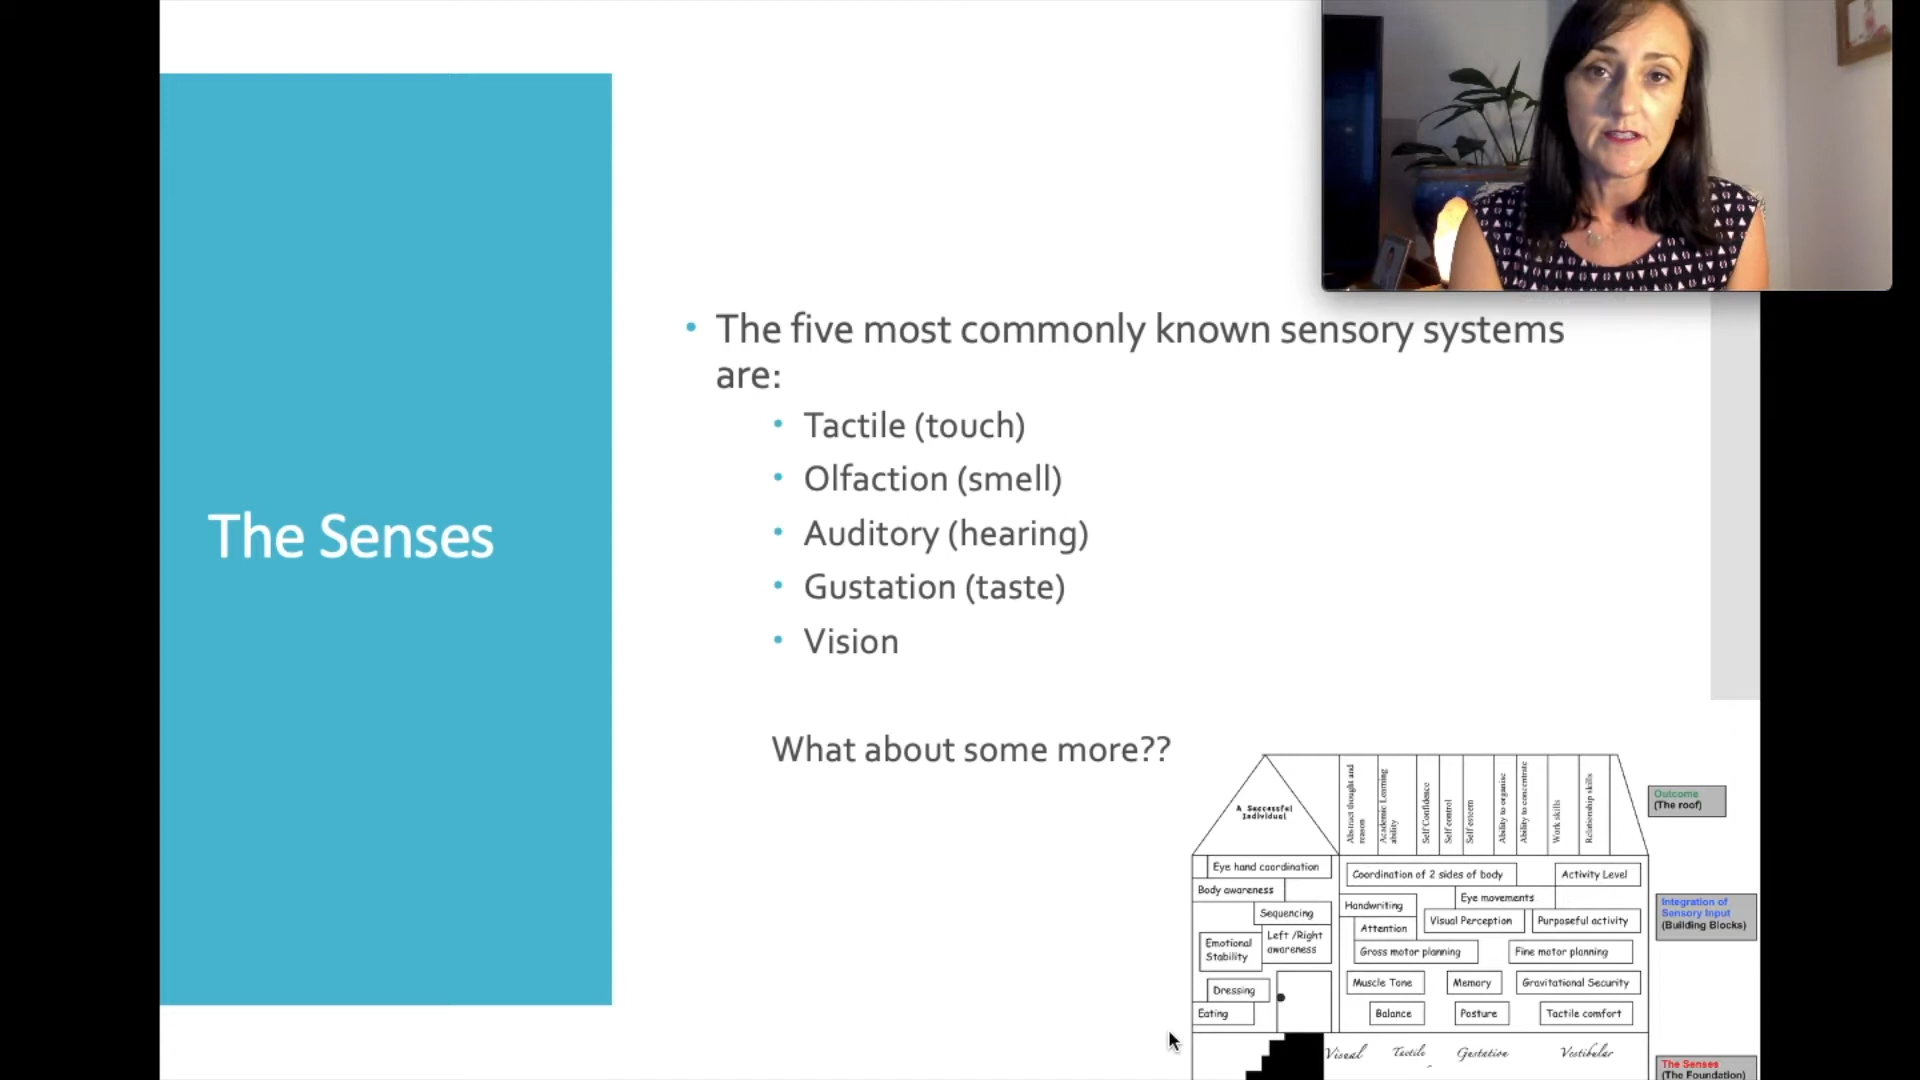 The Senses
The five most commonly known sensory systems
are:
Tactile (touch)
Olfaction (smell)
Auditory (hearing)
Gustation (taste)
Vision
What about some more??
A Successful
Individual
Abstract thought and
reason
Academic Learning
ability
Self Confidence
Self control
Self esteem
Ability to organise
Ability to concentrate
Work skills
Relationship skills
Outcome
(The roof)
Eye hand coordination
Body awareness
Sequencing
Left /Right
awareness
Emotional
Stability
Dressing
Eating
Coordination of 2 sides of body
Activity Level
Eye movements
Handwriting
Visual Perception
Purposeful activity
Attention
Gross motor planning
Fine motor planning
Muscle Tone
Memory
Gravitational Security
Balance
Posture
Tactile comfort
Integration of
Sensory Input
(Building Blocks)
Visual
Tactile
Gustation
Vestibular
The Senses
(The Foundation)